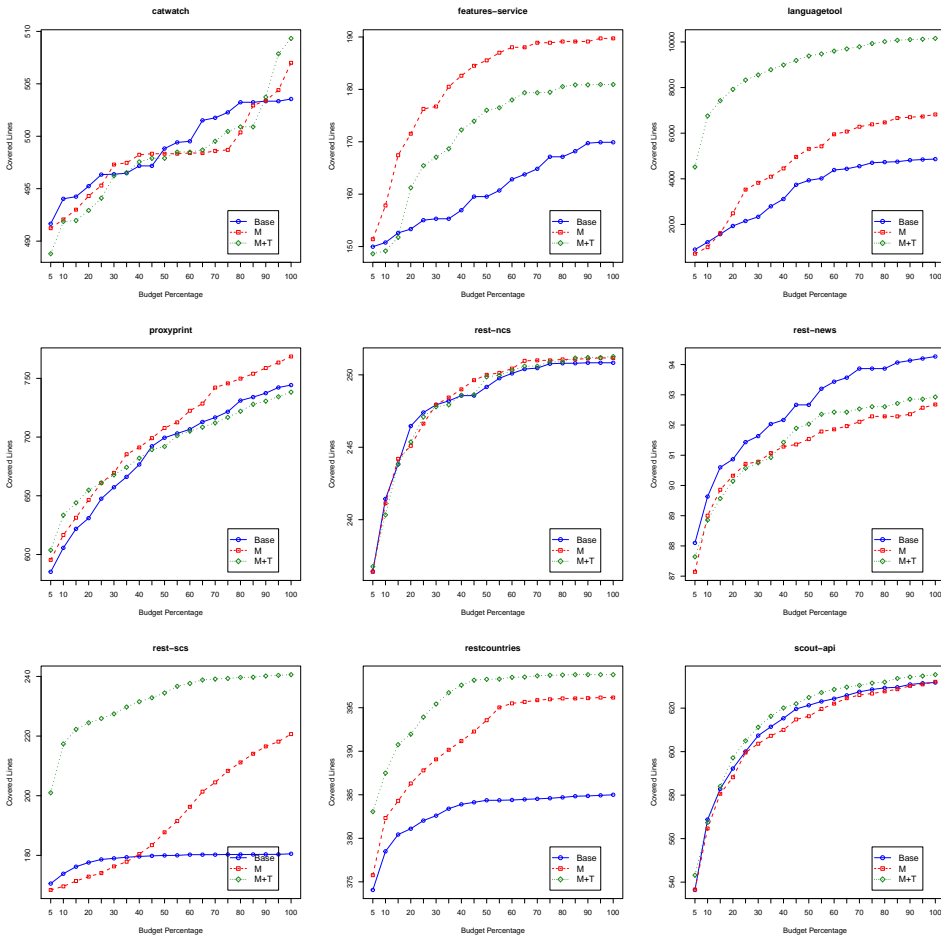 catwatch
Covered Lines
510
505
500
495
490
Base
M
M+T
5 10 20 30 40 50 60 70 80 90 100
Budget Percentage
features−service
Covered Lines
190
180
170
160
150
Base
M
M+T
5 10 20 30 40 50 60 70 80 90 100
Budget Percentage
languagetool
Covered Lines
10000
8000
6000
4000
2000
Base
M
M+T
5 10 20 30 40 50 60 70 80 90 100
Budget Percentage
proxyprint
Covered Lines
750
700
650
600
Base
M
M+T
5 10 20 30 40 50 60 70 80 90 100
Budget Percentage
rest−ncs
Covered Lines
250
245
240
Base
M
M+T
5 10 20 30 40 50 60 70 80 90 100
Budget Percentage
rest−news
Covered Lines
94
93
92
91
90
89
88
87
Base
M
M+T
5 10 20 30 40 50 60 70 80 90 100
Budget Percentage
rest−scs
Covered Lines
240
220
200
180
Base
M
M+T
5 10 20 30 40 50 60 70 80 90 100
Budget Percentage
restcountries
Covered Lines
395
390
385
380
375
Base
M
M+T
5 10 20 30 40 50 60 70 80 90 100
Budget Percentage
scout−api
Covered Lines
620
600
580
560
540
Base
M
M+T
5 10 20 30 40 50 60 70 80 90 100
Budget Percentage